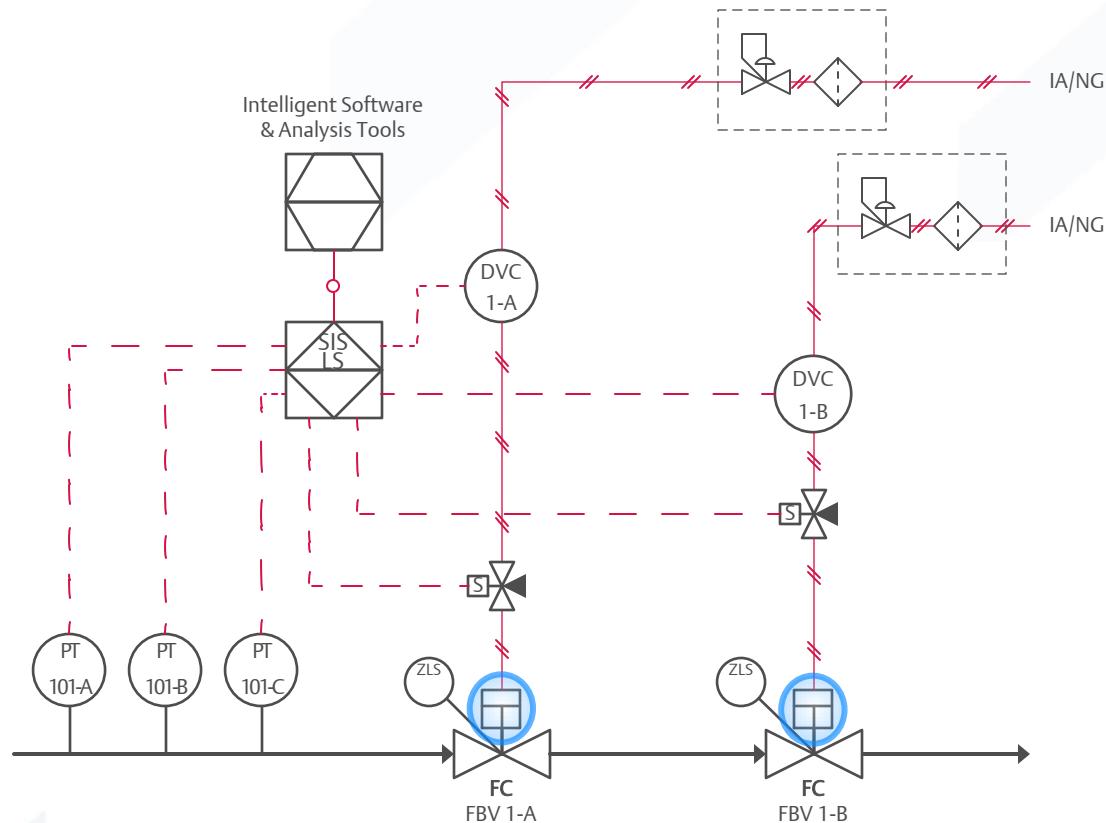 IA/NG
Intelligent Software
& Analysis Tools
IA/NG
DVC
1-A
SIS
LS
DVC
1-B
S
S
PT
101-A
PT
101-B
PT
101-C
ZLS
ZLS
FC
FBV 1-A
FC
FBV 1-B